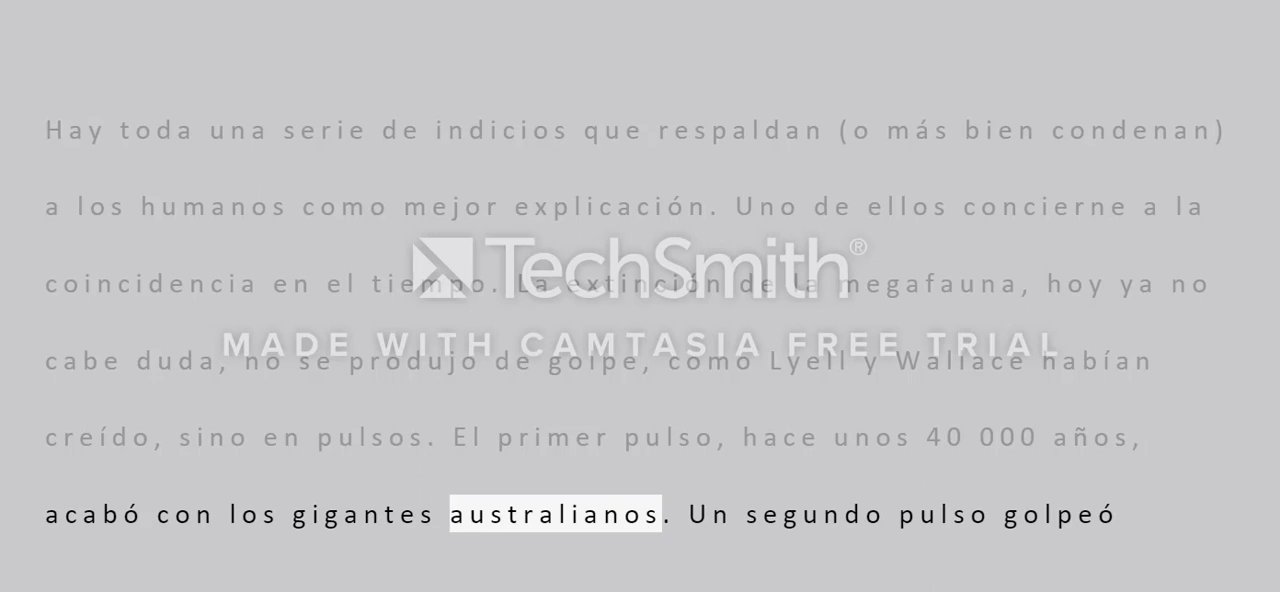 Hay toda una serie de indicios que respaldan (o más bien condenan)
a los humanos como mejor explicación. Uno de ellos concierne a la
TechSmith®
coincidencia en el tiempo. La extinción de la megafauna, hoy ya no
MADE WITH CAMTASIA FREE TRIAL
cabe duda, no se produjo de golpe, como Lyell y Wallace habían
creído, sino en pulsos. El primer pulso, hace unos 40 000 años,
acabó con los gigantes australianos. Un segundo pulso golpeó